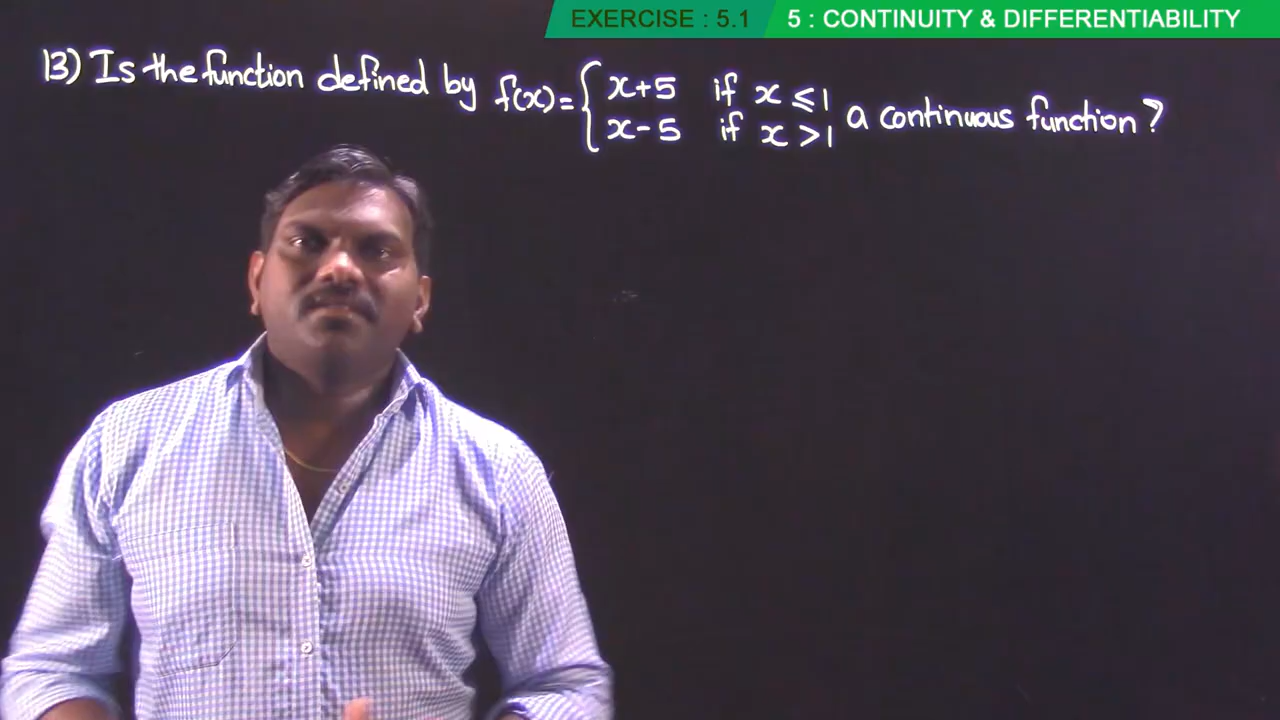 EXERCISE : 5.1 5 : CONTINUITY & DIFFERENTIABILITY
13) Is the function defined by f(x) = { x+5 if x ≤ 1 a continuous function ?
x - 5 if x > 1